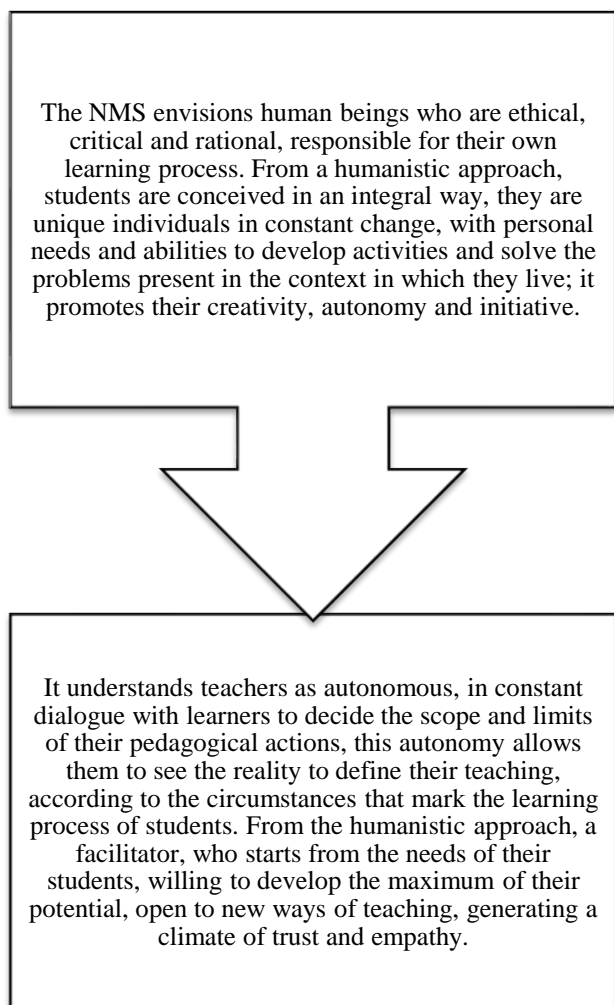 The NMS envisions human beings who are ethical,
critical and rational, responsible for their own
learning process. From a humanistic approach,
students are conceived in an integral way, they are
unique individuals in constant change, with personal
needs and abilities to develop activities and solve the
problems present in the context in which they live; it
promotes their creativity, autonomy and initiative.
It understands teachers as autonomous, in constant
dialogue with learners to decide the scope and limits
of their pedagogical actions, this autonomy allows
them to see the reality to define their teaching,
according to the circumstances that mark the learning
process of students. From the humanistic approach, a
facilitator, who starts from the needs of their
students, willing to develop the maximum of their
potential, open to new ways of teaching, generating a
climate of trust and empathy.